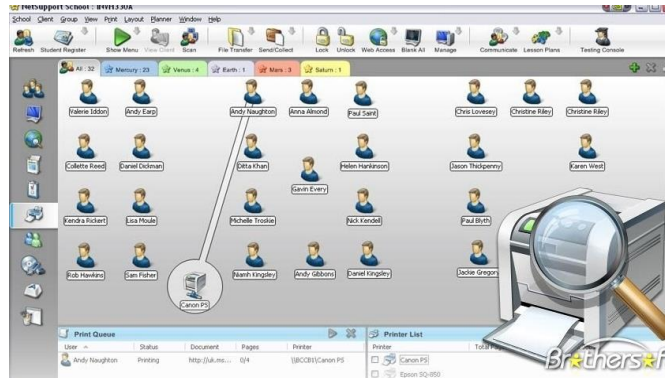 NetSupport School : INW1330A
School Client Group View Print Layout Planner Window Help
Refresh Student Register Show Menu View Client Scan File Transfer Send/Collect Lock Unlock Web Access Blank All Manage Communicate Lesson Plans Testing Console
All : 32 Mercury : 23 Venus : 4 Earth : 1 Mars : 3 Saturn : 1
Valerie Iddon Andy Earp Andy Naughton Anna Almond Paul Saint Chris Lovesey Christine Riley Christine Riley
Collette Reed Daniel Dickman Ditta Khan Helen Hankinson Jason Thickpenny Karen West
Gavin Every
Kendra Rickert Lisa Moule Michelle Troskie Nick Kendell Paul Blyth
Rob Hawkins Sam Fisher Niamh Kingsley Andy Gibbons Daniel Kingsley Jackie Gregory
Canon PS
Print Queue Printer List
User Status Document Pages Printer Printer
Andy Naughton Printing http://uk.ms... 0/4 \\BCCB1\Canon PS Canon PS
Epson SQ-850